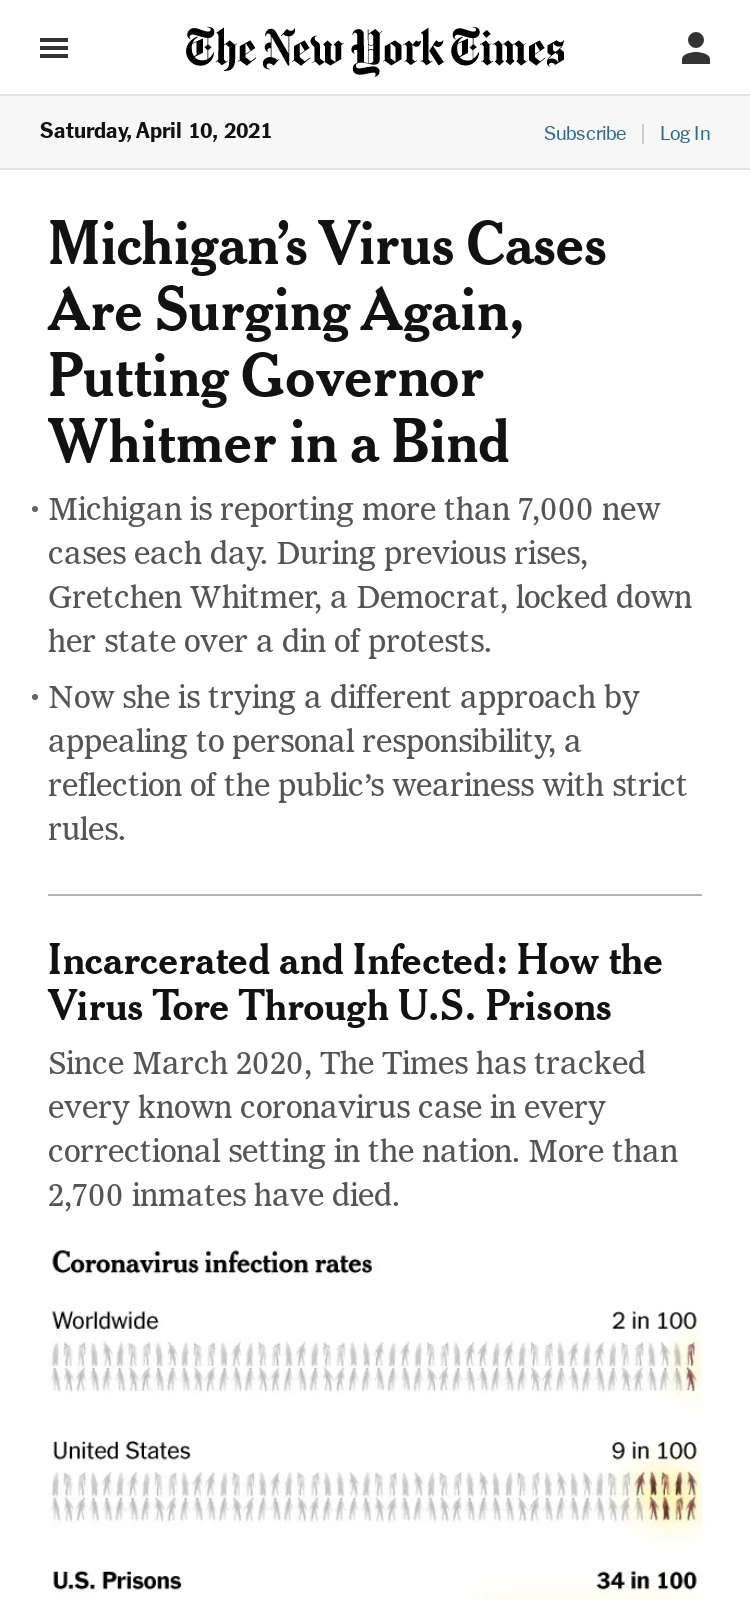 The New York Times
Saturday, April 10, 2021
Subscribe | Log In
Michigan’s Virus Cases
Are Surging Again,
Putting Governor
Whitmer in a Bind
• Michigan is reporting more than 7,000 new
cases each day. During previous rises,
Gretchen Whitmer, a Democrat, locked down
her state over a din of protests.
• Now she is trying a different approach by
appealing to personal responsibility, a
reflection of the public’s weariness with strict
rules.
Incarcerated and Infected: How the
Virus Tore Through U.S. Prisons
Since March 2020, The Times has tracked
every known coronavirus case in every
correctional setting in the nation. More than
2,700 inmates have died.
Coronavirus infection rates
Worldwide 2 in 100
United States 9 in 100
U.S. Prisons 34 in 100